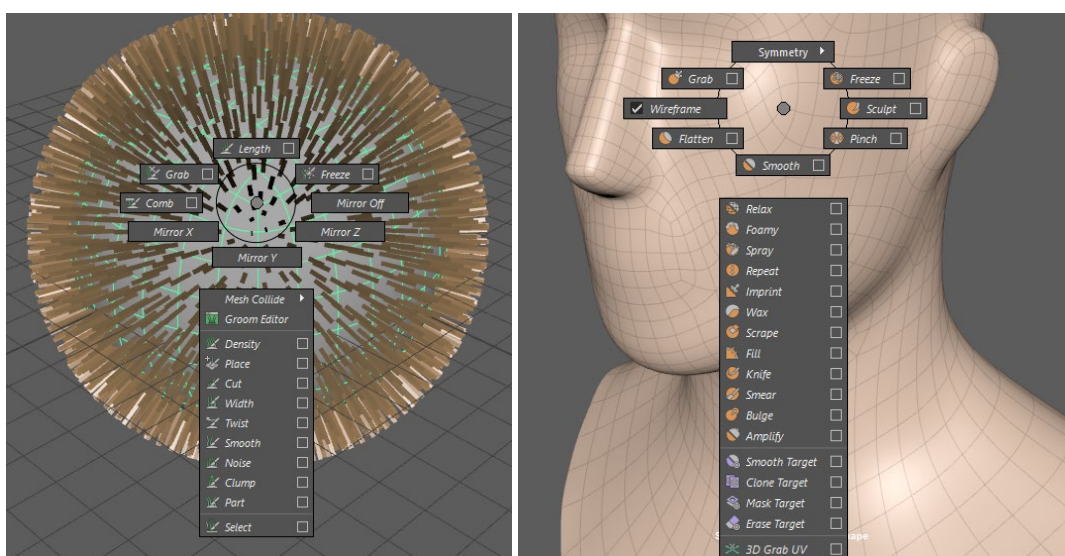 Length
Grab
Freeze
Comb
Mirror Off
Mirror X
Mirror Z
Mirror Y
Mesh Collide
Groom Editor
Density
Place
Cut
Width
Twist
Smooth
Noise
Clump
Part
Select
Symmetry
Grab
Freeze
Wireframe
Sculpt
Flatten
Pinch
Smooth
Relax
Foamy
Spray
Repeat
Imprint
Wax
Scrape
Fill
Knife
Smear
Bulge
Amplify
Smooth Target
Clone Target
Mask Target
Erase Target
3D Grab UV